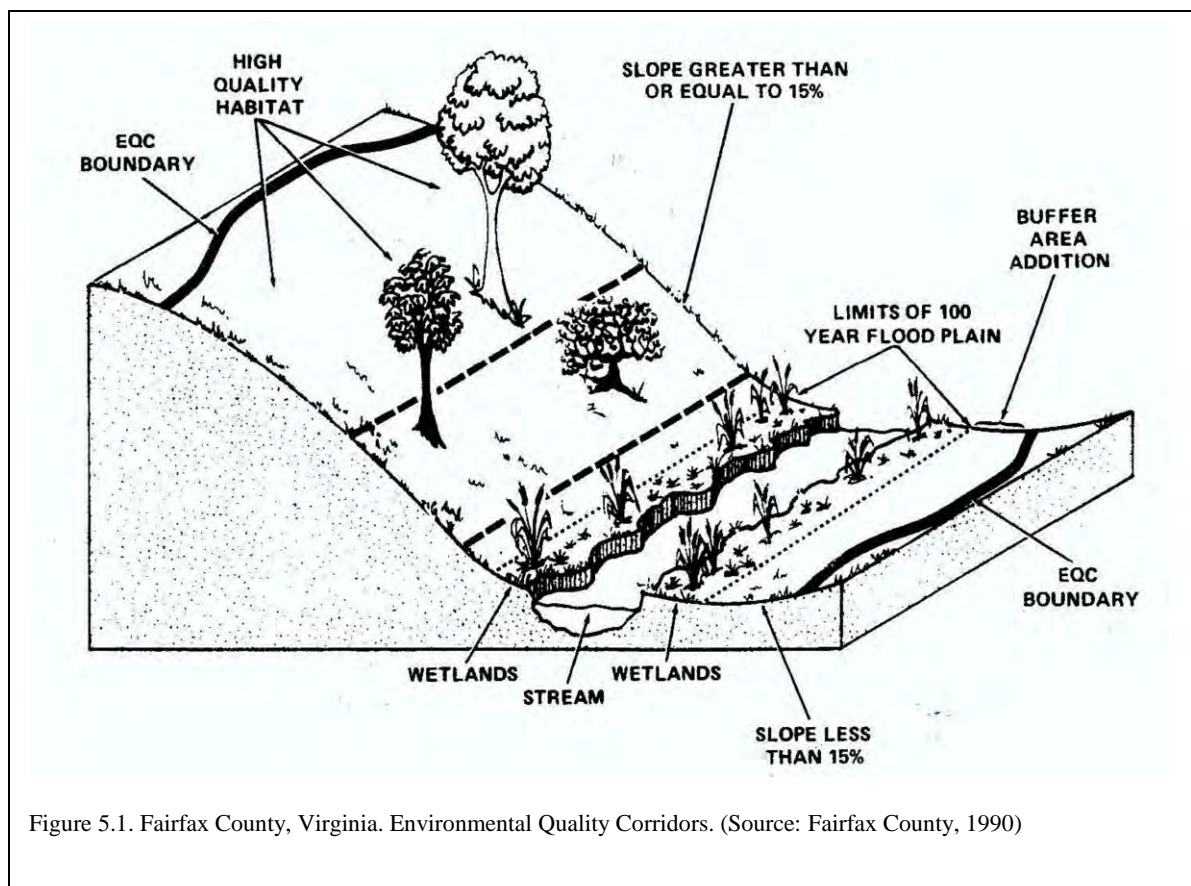 HIGH
QUALITY
HABITAT
SLOPE GREATER THAN
OR EQUAL TO 15%
EQC
BOUNDARY
BUFFER
AREA
ADDITION
LIMITS OF 100
YEAR FLOOD PLAIN
EQC
BOUNDARY
WETLANDS
STREAM
WETLANDS
SLOPE LESS
THAN 15%
Figure 5.1. Fairfax County, Virginia. Environmental Quality Corridors. (Source: Fairfax County, 1990)